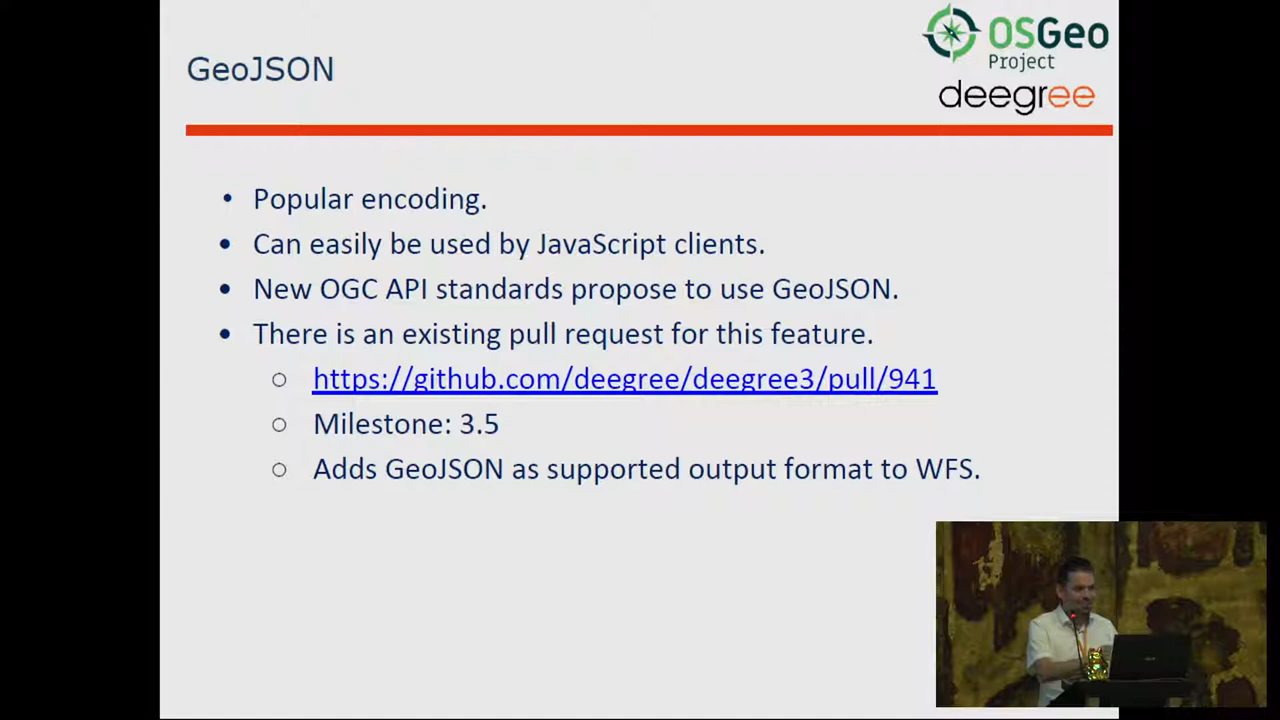 OSGeo
Project
deegree
GeoJSON
• Popular encoding.
• Can easily be used by JavaScript clients.
• New OGC API standards propose to use GeoJSON.
• There is an existing pull request for this feature.
○ https://github.com/deegree/deegree3/pull/941
○ Milestone: 3.5
○ Adds GeoJSON as supported output format to WFS.